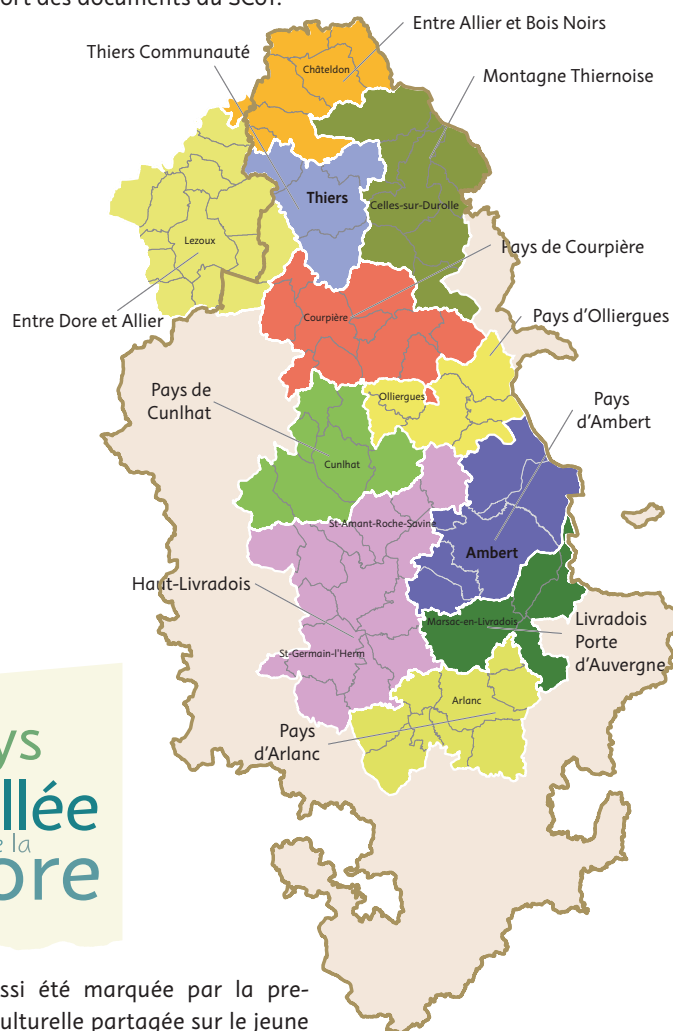 ort des documents du SCoT.
Entre Allier et Bois Noirs
Thiers Communauté
Châteldon
Montagne Thiernoise
Thiers
Celles-sur-Durolle
Lezoux
Pays de Courpière
Entre Dore et Allier
Courpière
Pays d'Olliergues
Pays de
Cunlhat
Olliergues
Pays
d'Ambert
Cunlhat
St-Amant-Roche-Savine
Ambert
Haut-Livradois
Marsac-en-Livradois
Livradois
Porte
d'Auvergne
St-Germain-l'Herm
Arlanc
Pays
d'Arlanc
ys
llée
e la
ore
ssi été marquée par la pre-
ulturelle partagée sur le jeune